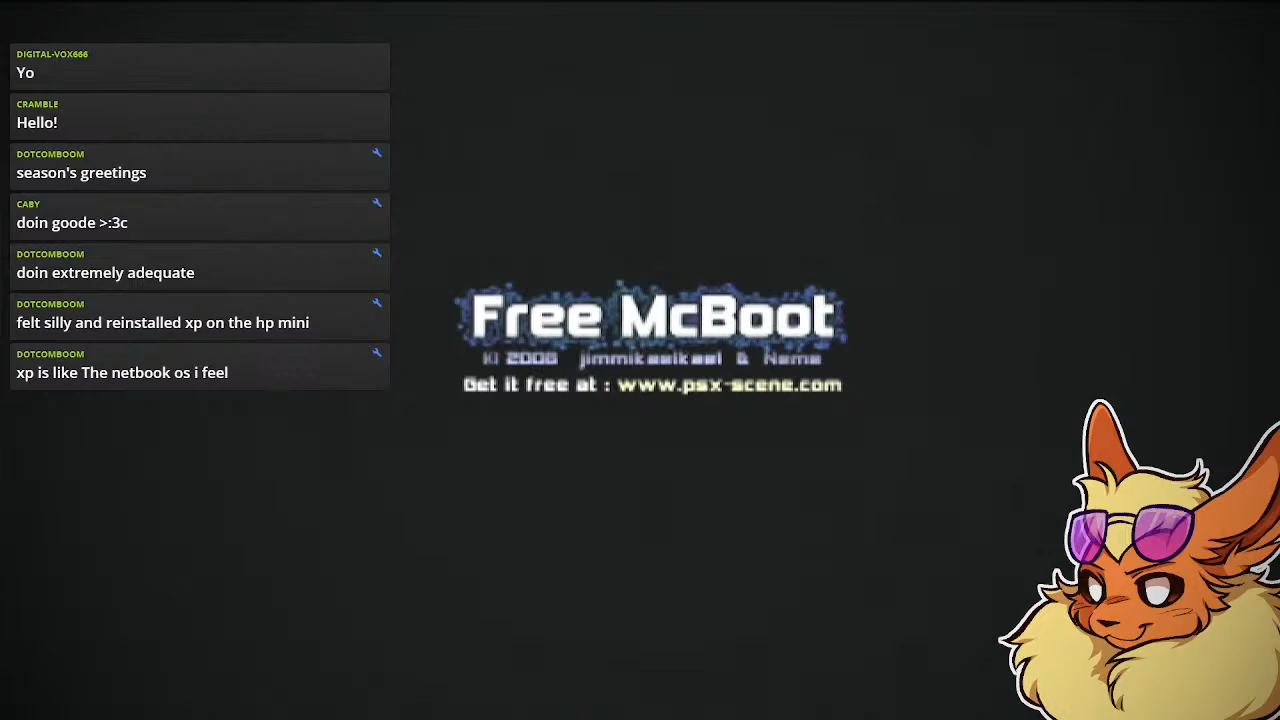 DIGITAL-VOX666
Yo
CRAMBLE
Hello!
DOTCOMBOOM
season's greetings
CABY
doin goode >:3c
DOTCOMBOOM
doin extremely adequate
DOTCOMBOOM
felt silly and reinstalled xp on the hp mini
DOTCOMBOOM
xp is like The netbook os i feel
Free McBoot
2008 & Neme
Get it free at : www.psx-scene.com